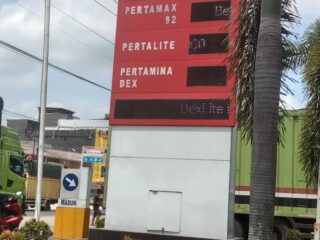 PERTAMAX
92
PERTALITE
PERTAMINA
DEX
DexLite
MASUK